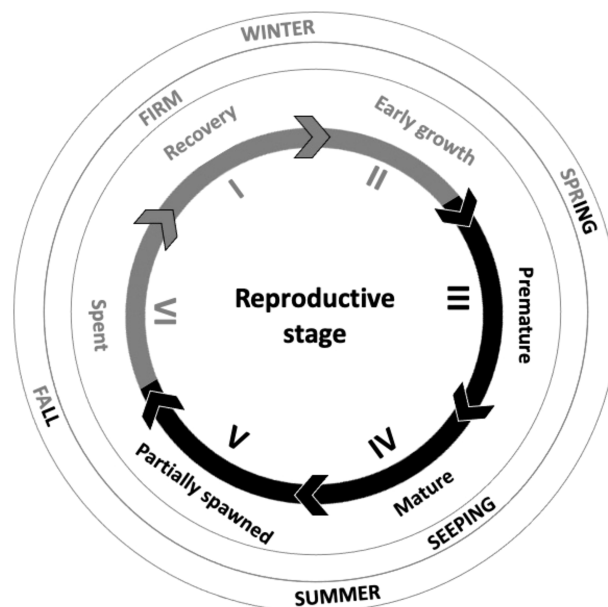 WINTER
FIRM
Recovery
Early growth
I
II
SPRING
Reproductive
stage
III
Premature
VI
Spent
FALL
V
IV
Partially spawned
Mature
SEEPING
SUMMER